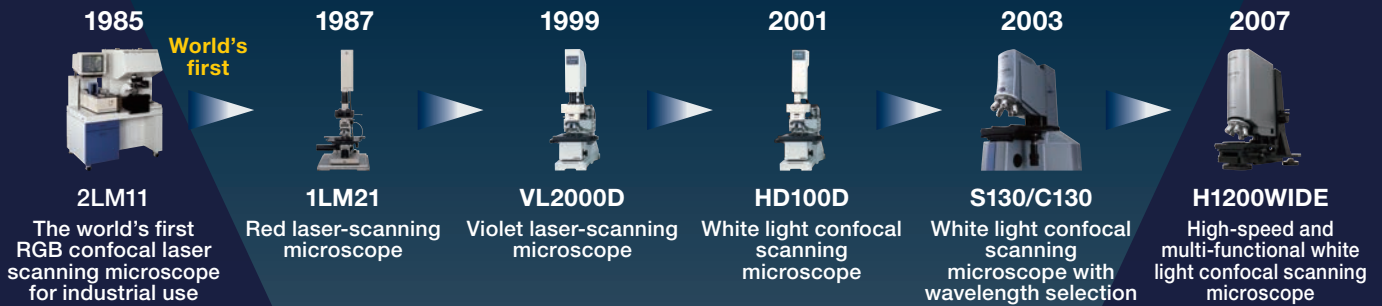 1985
World's
first
2LM11
The world's first
RGB confocal laser
scanning microscope
for industrial use
1987
1LM21
Red laser-scanning
microscope
1999
VL2000D
Violet laser-scanning
microscope
2001
HD100D
White light confocal
scanning
microscope
2003
S130/C130
White light confocal
scanning
microscope with
wavelength selection
2007
H1200WIDE
High-speed and
multi-functional white
light confocal scanning
microscope